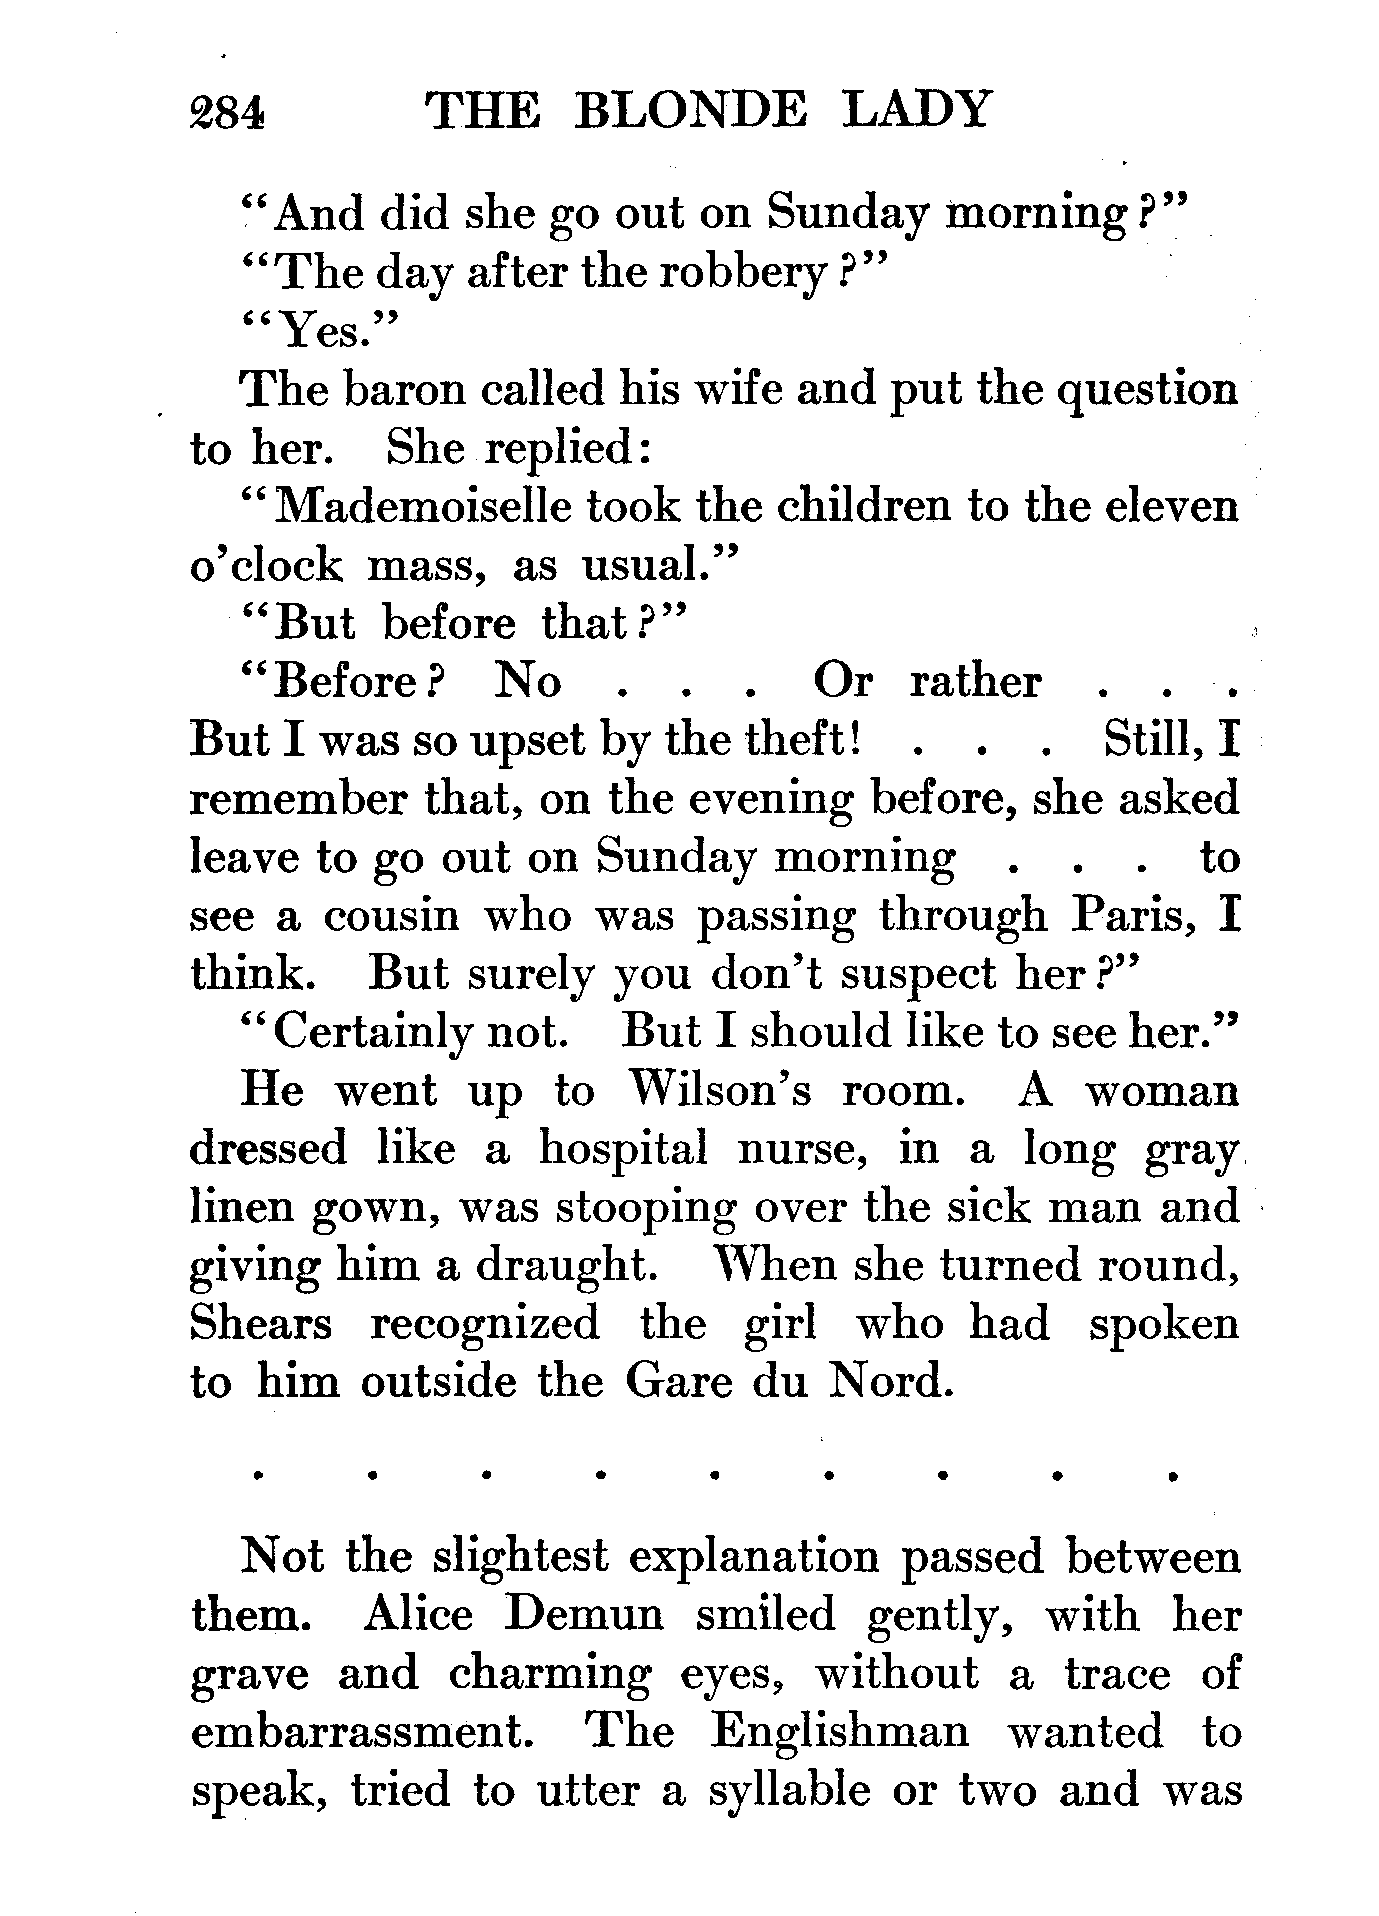 284 THE BLONDE LADY
“And did she go out on Sunday morning?”
“The day after the robbery?”
“Yes.”
The baron called his wife and put the question
to her. She replied:
“Mademoiselle took the children to the eleven
o’clock mass, as usual.”
“But before that?”
“Before? No . . . Or rather . . .
But I was so upset by the theft! . . . Still, I
remember that, on the evening before, she asked
leave to go out on Sunday morning . . . to
see a cousin who was passing through Paris, I
think. But surely you don’t suspect her?”
“Certainly not. But I should like to see her.”
He went up to Wilson’s room. A woman
dressed like a hospital nurse, in a long gray
linen gown, was stooping over the sick man and
giving him a draught. When she turned round,
Shears recognized the girl who had spoken
to him outside the Gare du Nord.
. . . . . . . . .
Not the slightest explanation passed between
them. Alice Demun smiled gently, with her
grave and charming eyes, without a trace of
embarrassment. The Englishman wanted to
speak, tried to utter a syllable or two and was